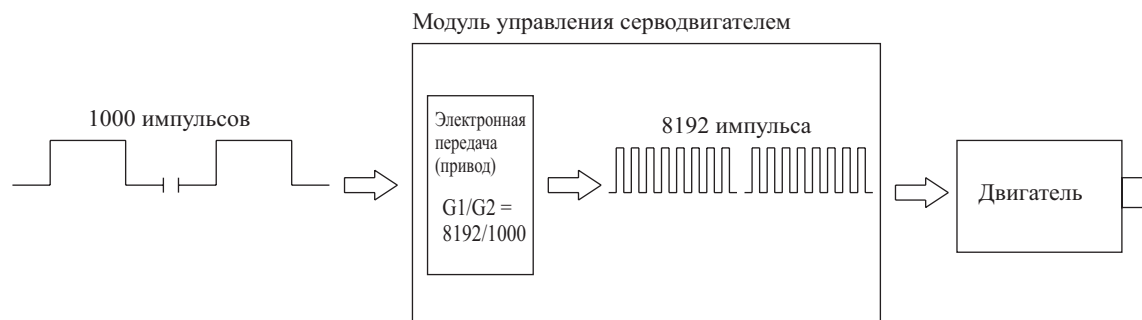 Модуль управления серводвигателем
1000 импульсов
Электронная
передача
(привод)
G1/G2 =
8192/1000
8192 импульса
Двигатель